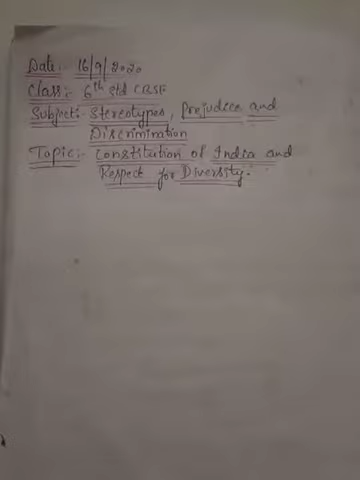 Date:- 16/9/2020
Class:- 6th Std CBSE
Subject:- Stereotypes, Prejudice and
Discrimination
Topic:- Constitution of India and
Respect for Diversity.